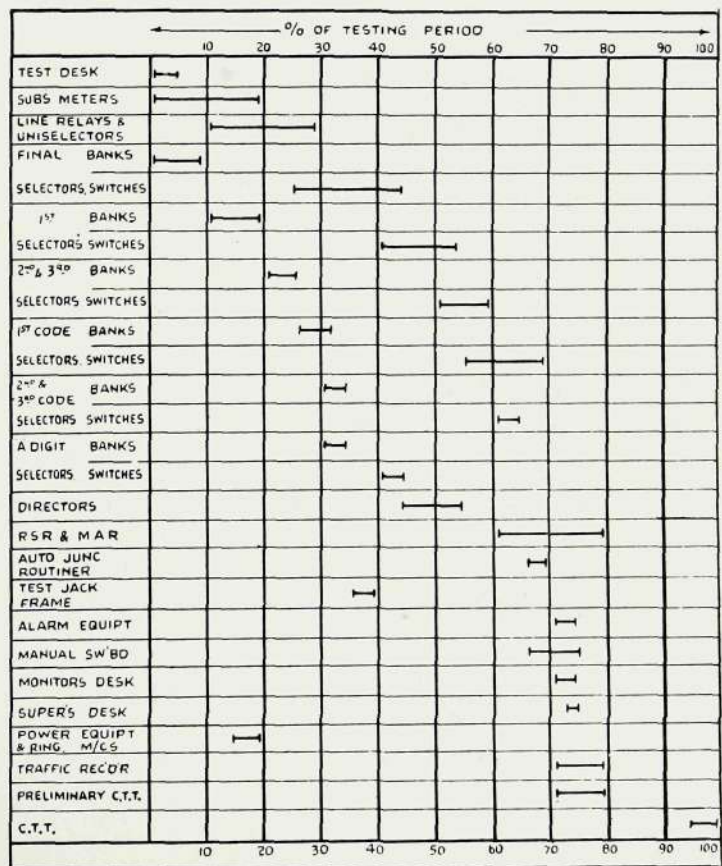 % OF TESTING PERIOD
10 20 30 40 50 60 70 80 90 100
TEST DESK
SUBS METERS
LINE RELAYS &
UNISELECTORS
FINAL BANKS
SELECTORS, SWITCHES
1ST BANKS
SELECTORS SWITCHES
2ND & 3RD BANKS
SELECTORS SWITCHES
1ST CODE BANKS
SELECTORS. SWITCHES
2ND &
3RD CODE BANKS
SELECTORS SWITCHES
A DIGIT BANKS
SELECTORS SWITCHES
DIRECTORS
RSR & MAR
AUTO JUNC
ROUTINER
TEST JACK
FRAME
ALARM EQUIPT
MANUAL SW'BD
MONITORS DESK
SUPER'S DESK
POWER EQUIPT
& RING. M/CS
TRAFFIC REC'D'R
PRELIMINARY C.T.T.
C.T.T.
10 20 30 40 50 60 70 80 90 100